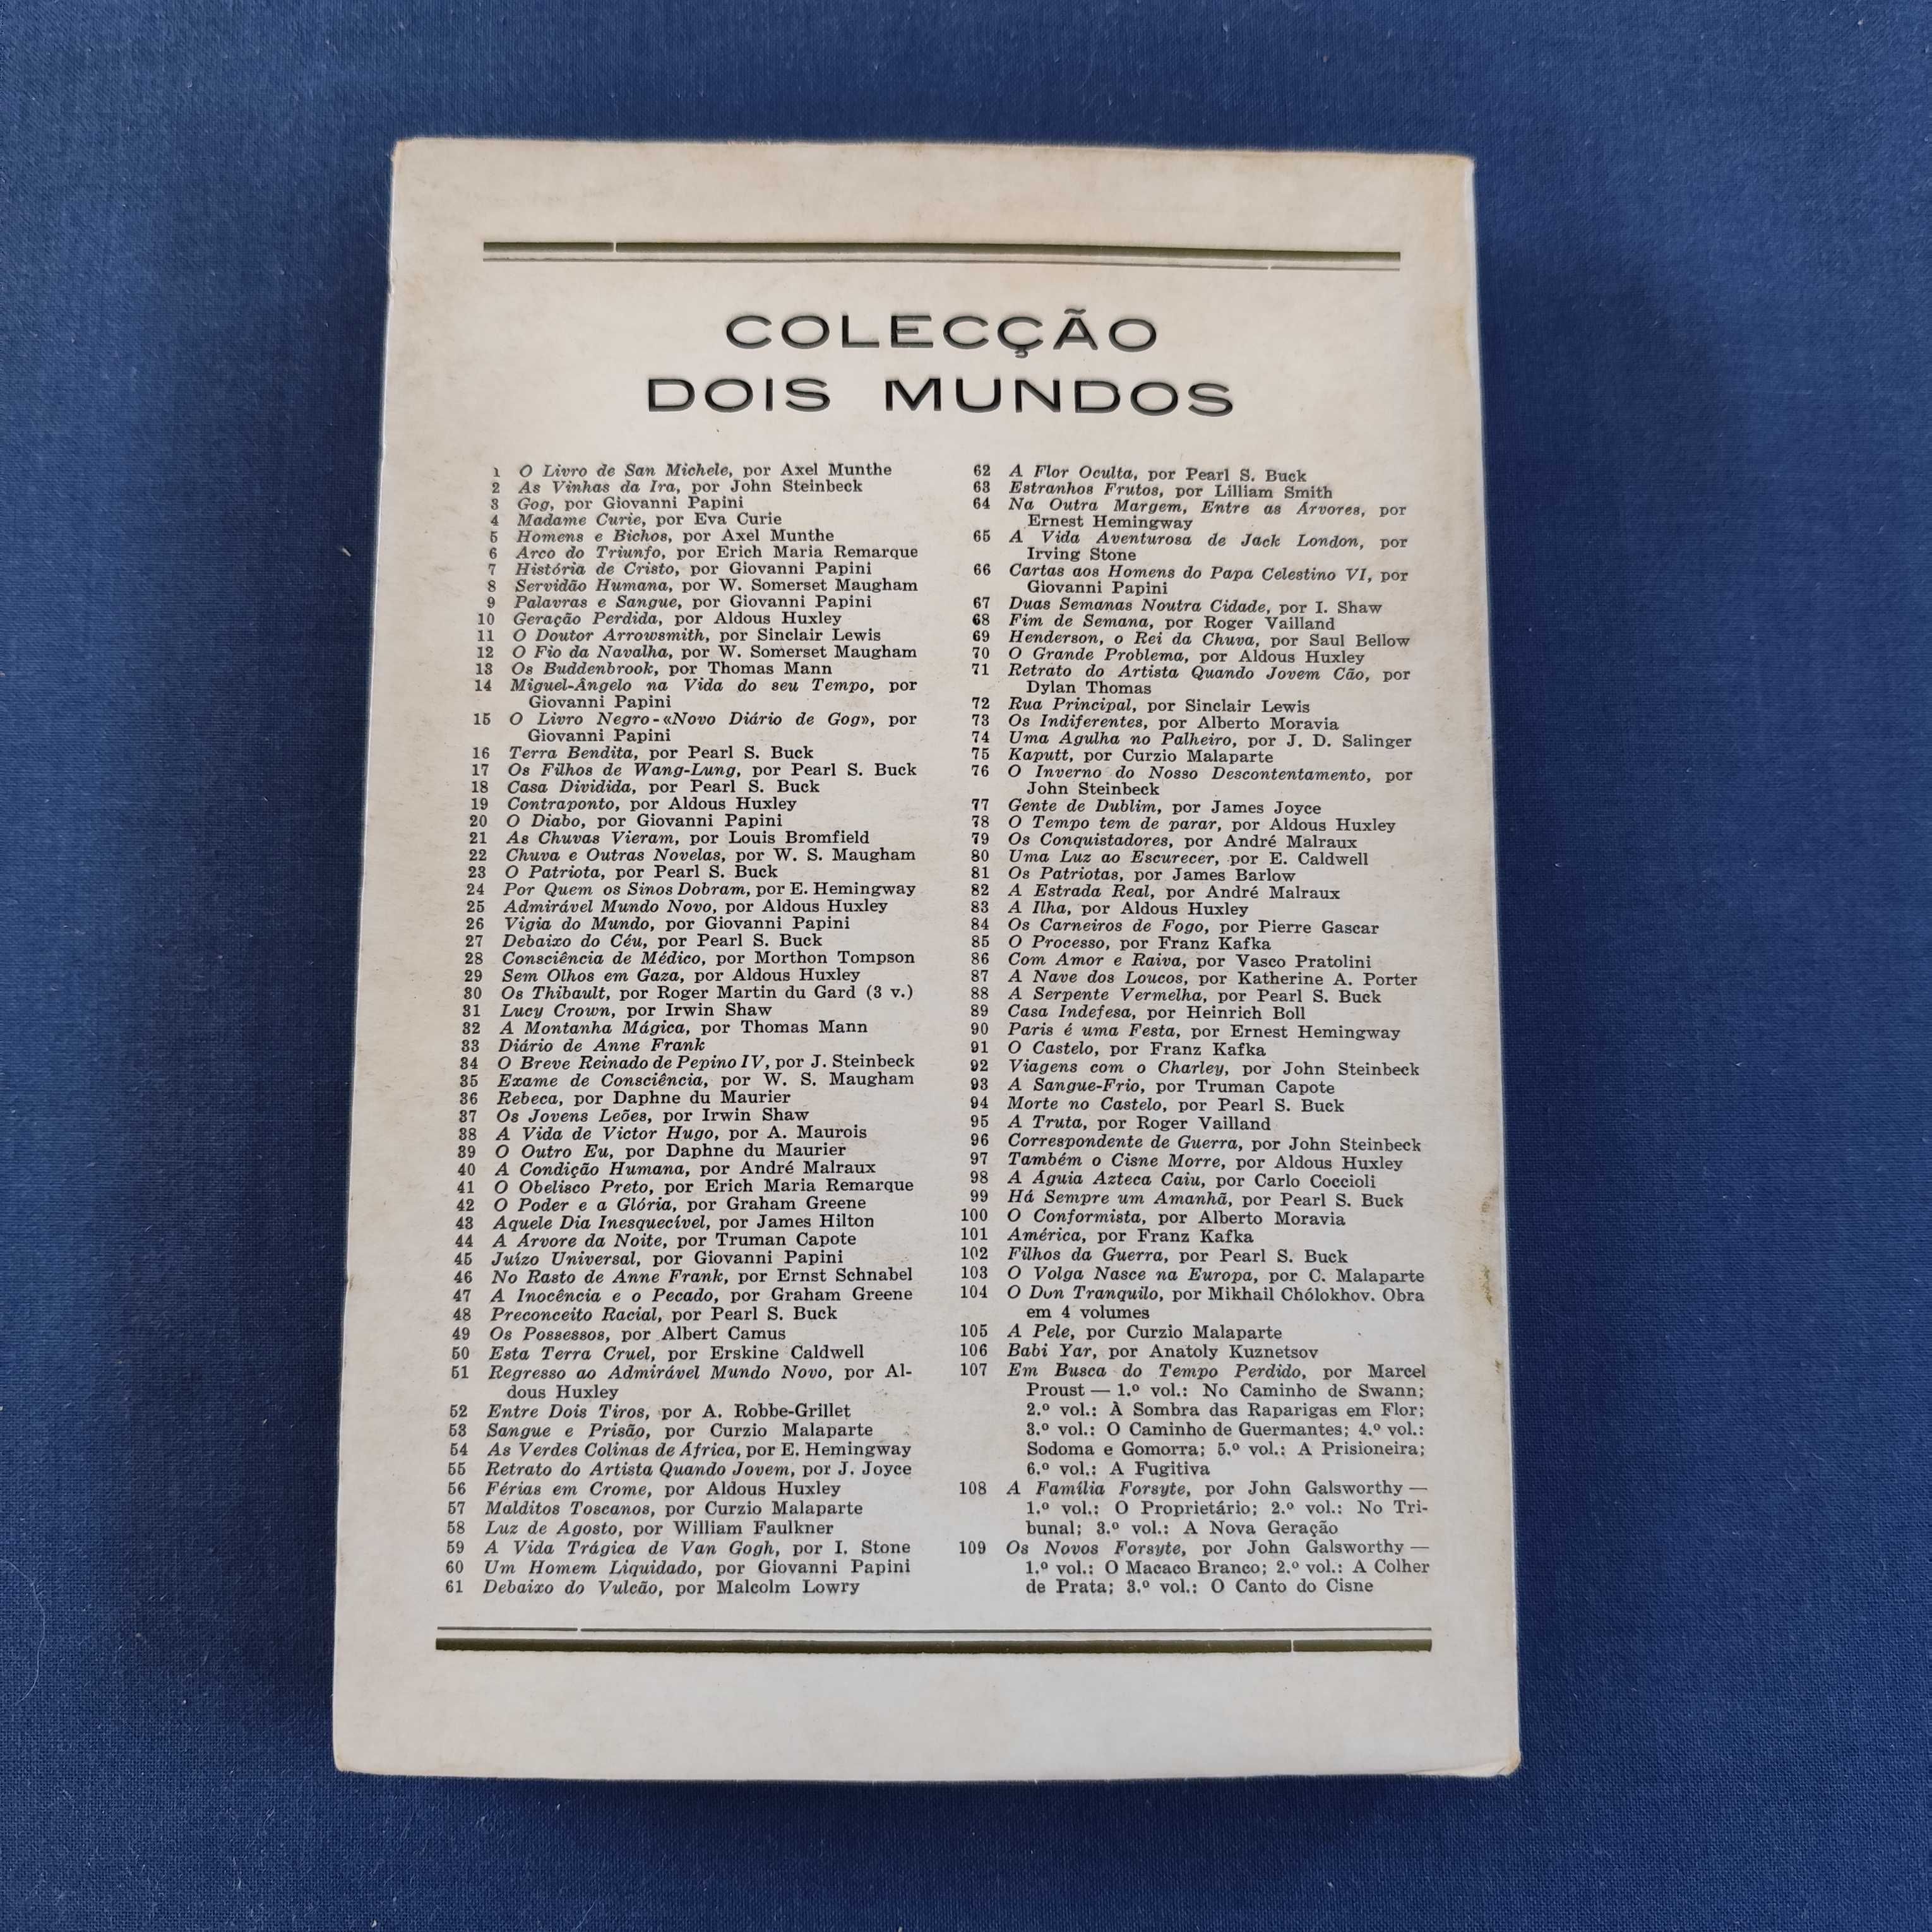 COLECÇÃO
DOIS MUNDOS
1 O Livro de San Michele, por Axel Munthe
2 As Vinhas da Ira, por John Steinbeck
3 Gog, por Giovanni Papini
4 Madame Curie, por Eva Curie
5 Homens e Bichos, por Axel Munthe
6 Arco do Triunfo, por Erich Maria Remarque
7 História de Cristo, por Giovanni Papini
8 Servidão Humana, por W. Somerset Maugham
9 Palavras e Sangue, por Giovanni Papini
10 Geração Perdida, por Aldous Huxley
11 O Doutor Arrowsmith, por Sinclair Lewis
12 O Fio da Navalha, por W. Somerset Maugham
13 Os Buddenbrook, por Thomas Mann
14 Miguel-Ângelo na Vida do seu Tempo, por
Giovanni Papini
15 O Livro Negro-«Novo Diário de Gog», por
Giovanni Papini
16 Terra Bendita, por Pearl S. Buck
17 Os Filhos de Wang-Lung, por Pearl S. Buck
18 Casa Dividida, por Pearl S. Buck
19 Contraponto, por Aldous Huxley
20 O Diabo, por Giovanni Papini
21 As Chuvas Vieram, por Louis Bromfield
22 Chuva e Outras Novelas, por W. S. Maugham
23 O Patriota, por Pearl S. Buck
24 Por Quem os Sinos Dobram, por E. Hemingway
25 Admirável Mundo Novo, por Aldous Huxley
26 Vigia do Mundo, por Giovanni Papini
27 Debaixo do Céu, por Pearl S. Buck
28 Consciência de Médico, por Morthon Tompson
29 Sem Olhos em Gaza, por Aldous Huxley
30 Os Thibault, por Roger Martin du Gard (3 v.)
31 Lucy Crown, por Irwin Shaw
32 A Montanha Mágica, por Thomas Mann
33 Diário de Anne Frank
34 O Breve Reinado de Pepino IV, por J. Steinbeck
35 Exame de Consciência, por W. S. Maugham
36 Rebeca, por Daphne du Maurier
37 Os Jovens Leões, por Irwin Shaw
38 A Vida de Victor Hugo, por A. Maurois
39 O Outro Eu, por Daphne du Maurier
40 A Condição Humana, por André Malraux
41 O Obelisco Preto, por Erich Maria Remarque
42 O Poder e a Glória, por Graham Greene
43 Aquele Dia Inesquecível, por James Hilton
44 A Árvore da Noite, por Truman Capote
45 Juízo Universal, por Giovanni Papini
46 No Rasto de Anne Frank, por Ernst Schnabel
47 A Inocência e o Pecado, por Graham Greene
48 Preconceito Racial, por Pearl S. Buck
49 Os Possessos, por Albert Camus
50 Esta Terra Cruel, por Erskine Caldwell
51 Regresso ao Admirável Mundo Novo, por Al-
dous Huxley
52 Entre Dois Tiros, por A. Robbe-Grillet
53 Sangue e Prisão, por Curzio Malaparte
54 As Verdes Colinas de África, por E. Hemingway
55 Retrato do Artista Quando Jovem, por J. Joyce
56 Férias em Crome, por Aldous Huxley
57 Malditos Toscanos, por Curzio Malaparte
58 Luz de Agosto, por William Faulkner
59 A Vida Trágica de Van Gogh, por I. Stone
60 Um Homem Liquidado, por Giovanni Papini
61 Debaixo do Vulcão, por Malcolm Lowry
62 A Flor Oculta, por Pearl S. Buck
63 Estranhos Frutos, por Lilliam Smith
64 Na Outra Margem, Entre as Árvores, por
Ernest Hemingway
65 A Vida Aventurosa de Jack London, por
Irving Stone
66 Cartas aos Homens do Papa Celestino VI, por
Giovanni Papini
67 Duas Semanas Noutra Cidade, por I. Shaw
68 Fim de Semana, por Roger Vailland
69 Henderson, o Rei da Chuva, por Saul Bellow
70 O Grande Problema, por Aldous Huxley
71 Retrato do Artista Quando Jovem Cão, por
Dylan Thomas
72 Rua Principal, por Sinclair Lewis
73 Os Indiferentes, por Alberto Moravia
74 Uma Agulha no Palheiro, por J. D. Salinger
75 Kaputt, por Curzio Malaparte
76 O Inverno do Nosso Descontentamento, por
John Steinbeck
77 Gente de Dublim, por James Joyce
78 O Tempo tem de parar, por Aldous Huxley
79 Os Conquistadores, por André Malraux
80 Uma Luz ao Escurecer, por E. Caldwell
81 Os Patriotas, por James Barlow
82 A Estrada Real, por André Malraux
83 A Ilha, por Aldous Huxley
84 Os Carneiros de Fogo, por Pierre Gascar
85 O Processo, por Franz Kafka
86 Com Amor e Raiva, por Vasco Pratolini
87 A Nave dos Loucos, por Katherine A. Porter
88 A Serpente Vermelha, por Pearl S. Buck
89 Casa Indefesa, por Heinrich Boll
90 Paris é uma Festa, por Ernest Hemingway
91 O Castelo, por Franz Kafka
92 Viagens com o Charley, por John Steinbeck
93 A Sangue-Frio, por Truman Capote
94 Morte no Castelo, por Pearl S. Buck
95 A Truta, por Roger Vailland
96 Correspondente de Guerra, por John Steinbeck
97 Também o Cisne Morre, por Aldous Huxley
98 A Águia Azteca Caiu, por Carlo Coccioli
99 Há Sempre um Amanhã, por Pearl S. Buck
100 O Conformista, por Alberto Moravia
101 América, por Franz Kafka
102 Filhos da Guerra, por Pearl S. Buck
103 O Volga Nasce na Europa, por C. Malaparte
104 O Don Tranquilo, por Mikhail Chólokhov. Obra
em 4 volumes
105 A Pele, por Curzio Malaparte
106 Babi Yar, por Anatoly Kuznetsov
107 Em Busca do Tempo Perdido, por Marcel
Proust — 1.º vol.: No Caminho de Swann;
2.º vol.: À Sombra das Raparigas em Flor;
3.º vol.: O Caminho de Guermantes; 4.º vol.:
Sodoma e Gomorra; 5.º vol.: A Prisioneira;
6.º vol.: A Fugitiva
108 A Família Forsyte, por John Galsworthy —
1.º vol.: O Proprietário; 2.º vol.: No Tri-
bunal; 3.º vol.: A Nova Geração
109 Os Novos Forsyte, por John Galsworthy —
1.º vol.: O Macaco Branco; 2.º vol.: A Colher
de Prata; 3.º vol.: O Canto do Cisne